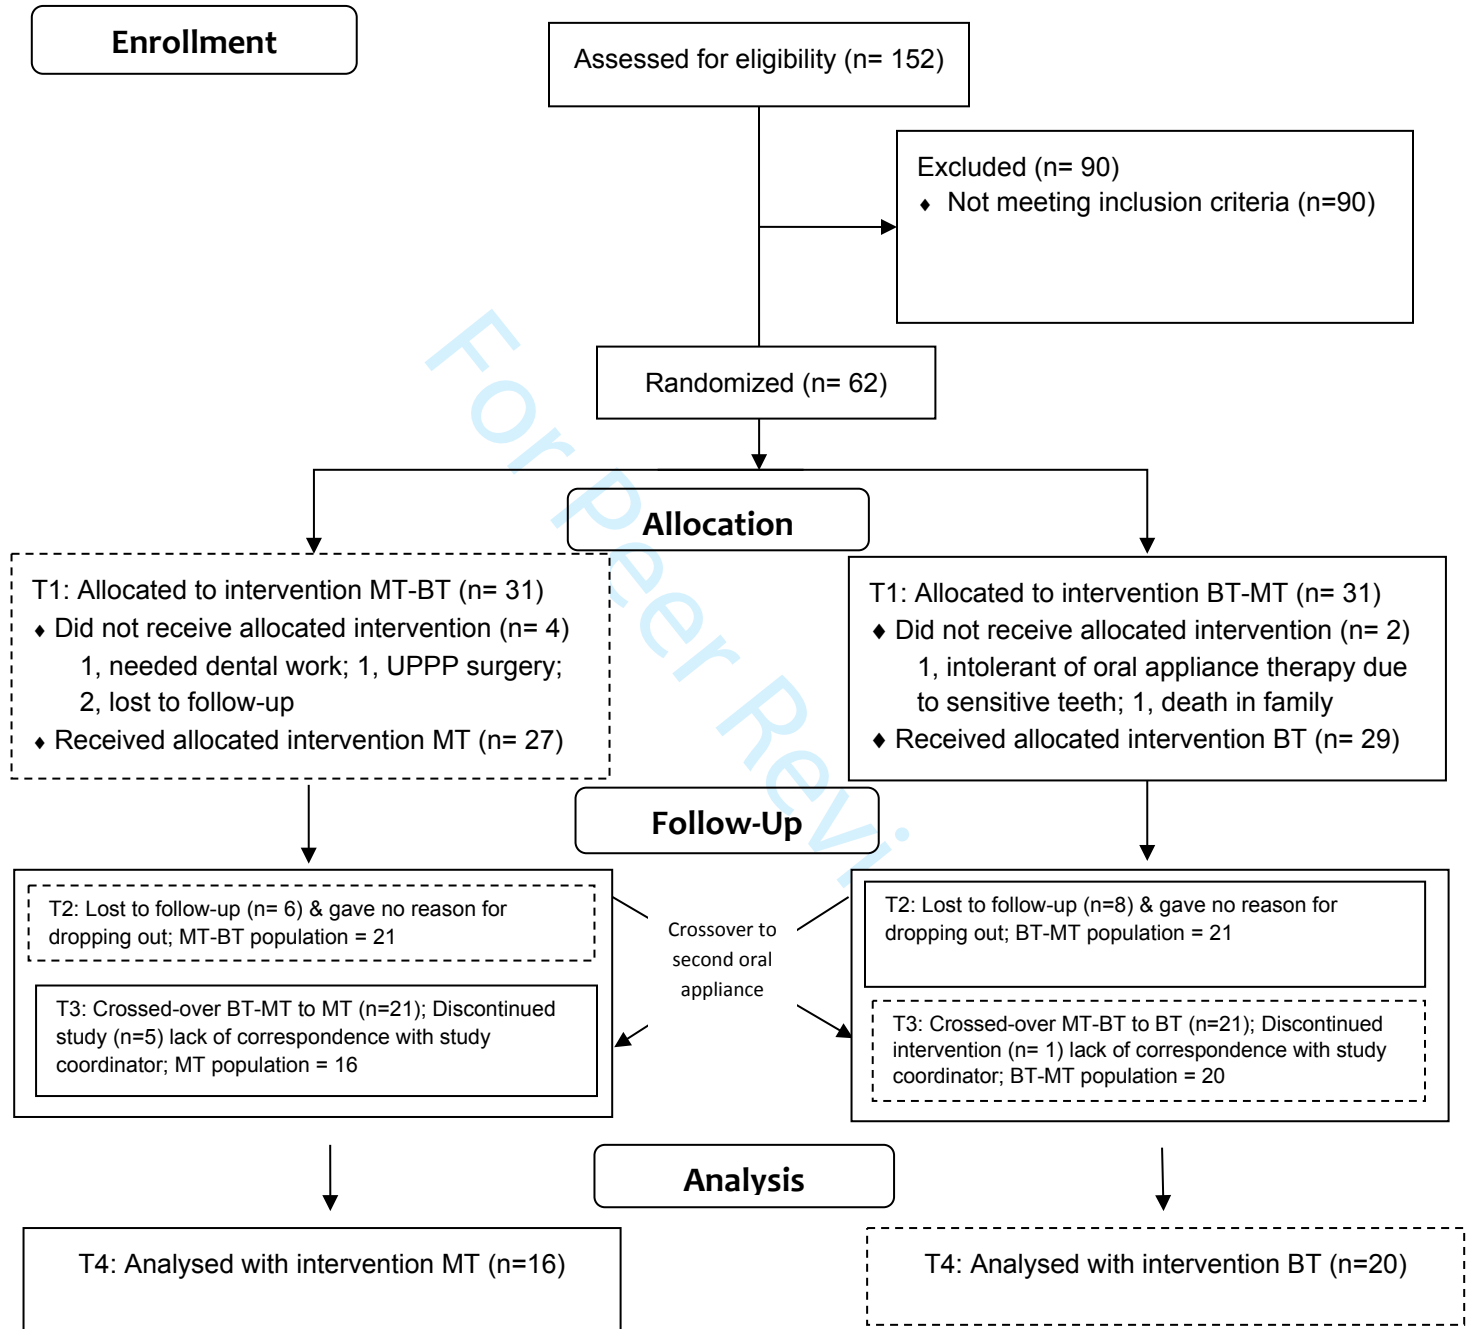 Enrollment
Assessed for eligibility (n= 152)
Excluded (n= 90)
♦ Not meeting inclusion criteria (n=90)
Randomized (n= 62)
Allocation
T1: Allocated to intervention MT-BT (n= 31)
♦ Did not receive allocated intervention (n= 4)
1, needed dental work; 1, UPPP surgery;
2, lost to follow-up
♦ Received allocated intervention MT (n= 27)
T1: Allocated to intervention BT-MT (n= 31)
♦ Did not receive allocated intervention (n= 2)
1, intolerant of oral appliance therapy due
to sensitive teeth; 1, death in family
♦ Received allocated intervention BT (n= 29)
Follow-Up
T2: Lost to follow-up (n= 6) & gave no reason for
dropping out; MT-BT population = 21
T3: Crossed-over BT-MT to MT (n=21); Discontinued
study (n=5) lack of correspondence with study
coordinator; MT population = 16
Crossover to
second oral
appliance
T2: Lost to follow-up (n=8) & gave no reason for
dropping out; BT-MT population = 21
T3: Crossed-over MT-BT to BT (n=21); Discontinued
intervention (n= 1) lack of correspondence with study
coordinator; BT-MT population = 20
Analysis
T4: Analysed with intervention MT (n=16)
T4: Analysed with intervention BT (n=20)
For Peer Revi